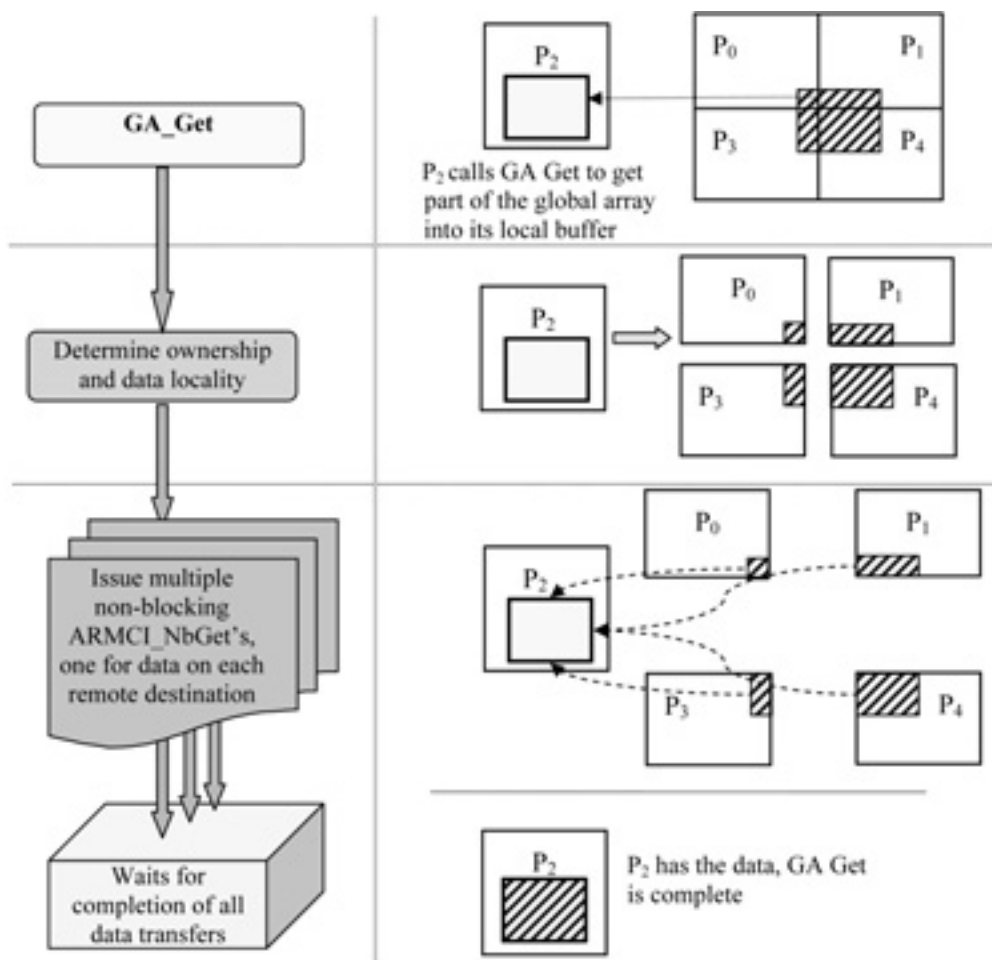 GA_Get
P₂
P₂ calls GA Get to get
part of the global array
into its local buffer
P₀
P₁
P₃
P₄
Determine ownership
and data locality
P₂
P₀
P₁
P₃
P₄
Issue multiple
non-blocking
ARMCI_NbGet's,
one for data on each
remote destination
P₂
P₀
P₁
P₃
P₄
Waits for
completion of all
data transfers
P₂
P₂ has the data, GA Get
is complete